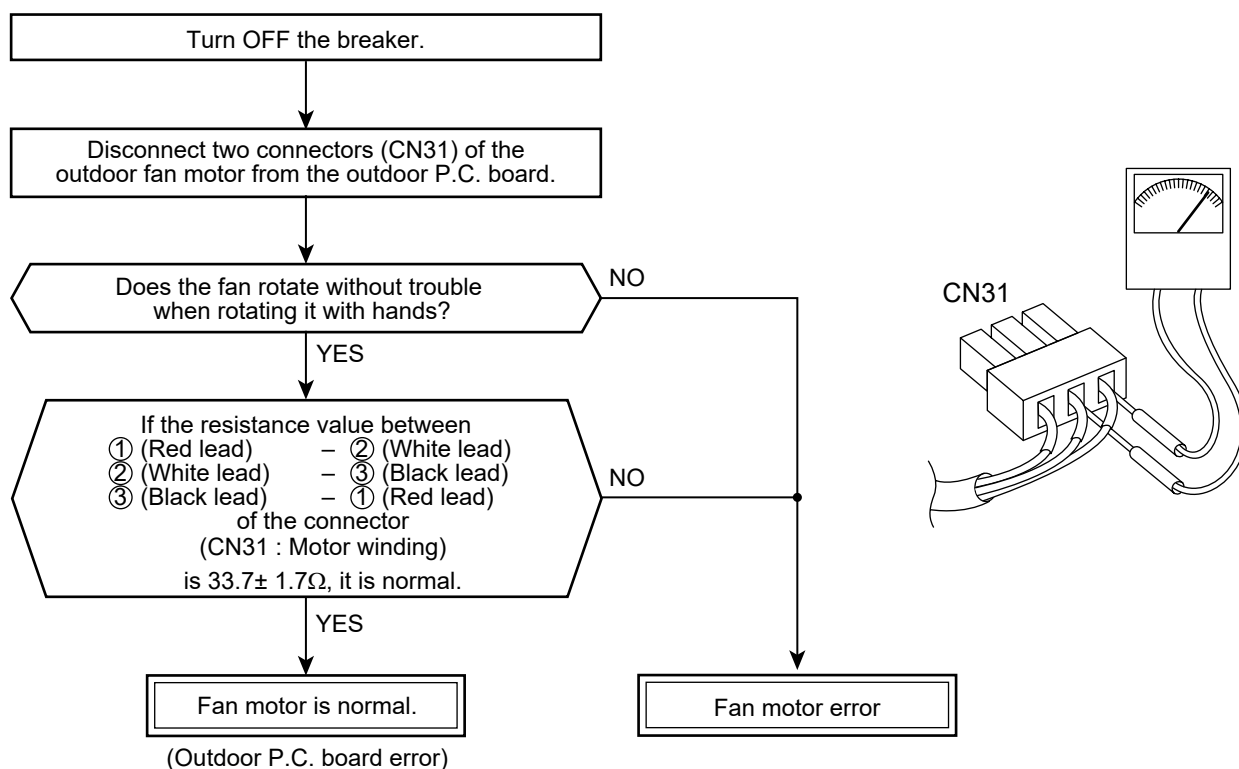 Turn OFF the breaker.
Disconnect two connectors (CN31) of the
outdoor fan motor from the outdoor P.C. board.
Does the fan rotate without trouble
when rotating it with hands?
NO
YES
If the resistance value between
① (Red lead) – ② (White lead)
② (White lead) – ③ (Black lead)
③ (Black lead) – ① (Red lead)
of the connector
(CN31 : Motor winding)
is 33.7± 1.7Ω, it is normal.
NO
YES
Fan motor is normal.
(Outdoor P.C. board error)
Fan motor error
CN31